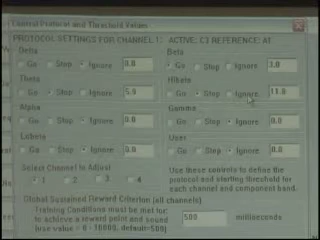 Control Protocol and Threshold Values
PROTOCOL SETTINGS FOR CHANNEL 1: ACTIVE: CT REFERENCE: A1
Delta Beta
Go Stop Ignore 0.0 Go Stop Ignore 3.0
Theta Hibeta
Go Stop Ignore 5.0 Go Stop Ignore 11.0
Alpha Gamma
Go Stop Ignore 0.0 Go Stop Ignore 0.0
Lobeta User
Go Stop Ignore 0.0 Go Stop Ignore 0.0
Select Channel to Adjust
1 2 3 4
Use these controls to define the
protocol and starting threshold for
each channel and component band.
Global Sustained Reward Criterion (all channels)
Training Conditions must be met for
to achieve a reward point and sound
(use value = 0 - 10000, default=500)
500 milliseconds